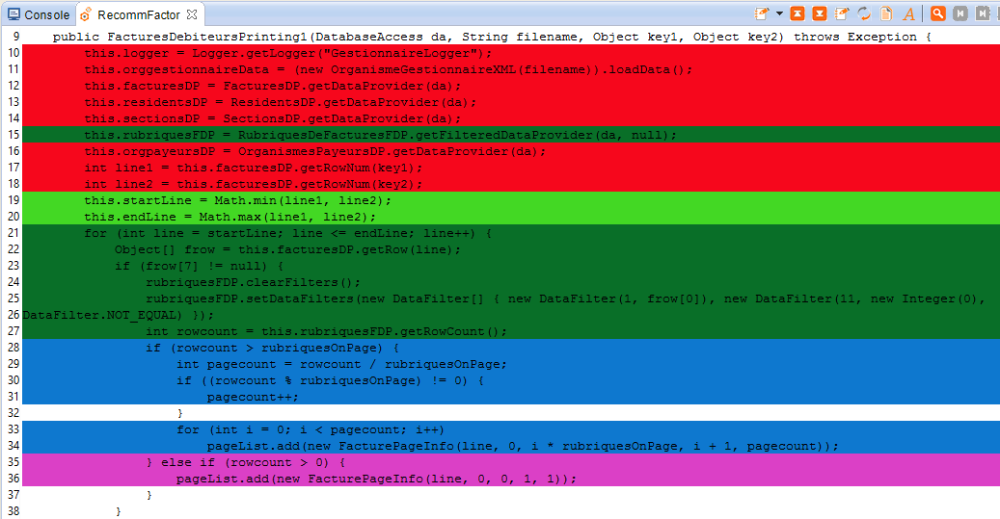 Console RecommFactor
9 public FacturesDebiteursPrinting1(DatabaseAccess da, String filename, Object key1, Object key2) throws Exception {
10 this.logger = Logger.getLogger("GestionnaireLogger");
11 this.orggestionnaireData = (new OrganismeGestionnaireXML(filename)).loadData();
12 this.facturesDP = FacturesDP.getDataProvider(da);
13 this.residentsDP = ResidentsDP.getDataProvider(da);
14 this.sectionsDP = SectionsDP.getDataProvider(da);
15 this.rubriquesFDP = RubriquesDeFacturesFDP.getFilteredDataProvider(da, null);
16 this.orgpayeursDP = OrganismesPayeursDP.getDataProvider(da);
17 int line1 = this.facturesDP.getRowNum(key1);
18 int line2 = this.facturesDP.getRowNum(key2);
19 this.startLine = Math.min(line1, line2);
20 this.endLine = Math.max(line1, line2);
21 for (int line = startLine; line <= endLine; line++) {
22 Object[] frow = this.facturesDP.getRow(line);
23 if (frow[7] != null) {
24 rubriquesFDP.clearFilters();
25 rubriquesFDP.setDataFilters(new DataFilter[] { new DataFilter(1, frow[0]), new DataFilter(11, new Integer(0),
26 DataFilter.NOT_EQUAL) });
27 int rowcount = this.rubriquesFDP.getRowCount();
28 if (rowcount > rubriquesOnPage) {
29 int pagecount = rowcount / rubriquesOnPage;
30 if ((rowcount % rubriquesOnPage) != 0) {
31 pagecount++;
32 }
33 for (int i = 0; i < pagecount; i++)
34 pageList.add(new FacturePageInfo(line, 0, i * rubriquesOnPage, i + 1, pagecount));
35 } else if (rowcount > 0) {
36 pageList.add(new FacturePageInfo(line, 0, 0, 1, 1));
37 }
38 }